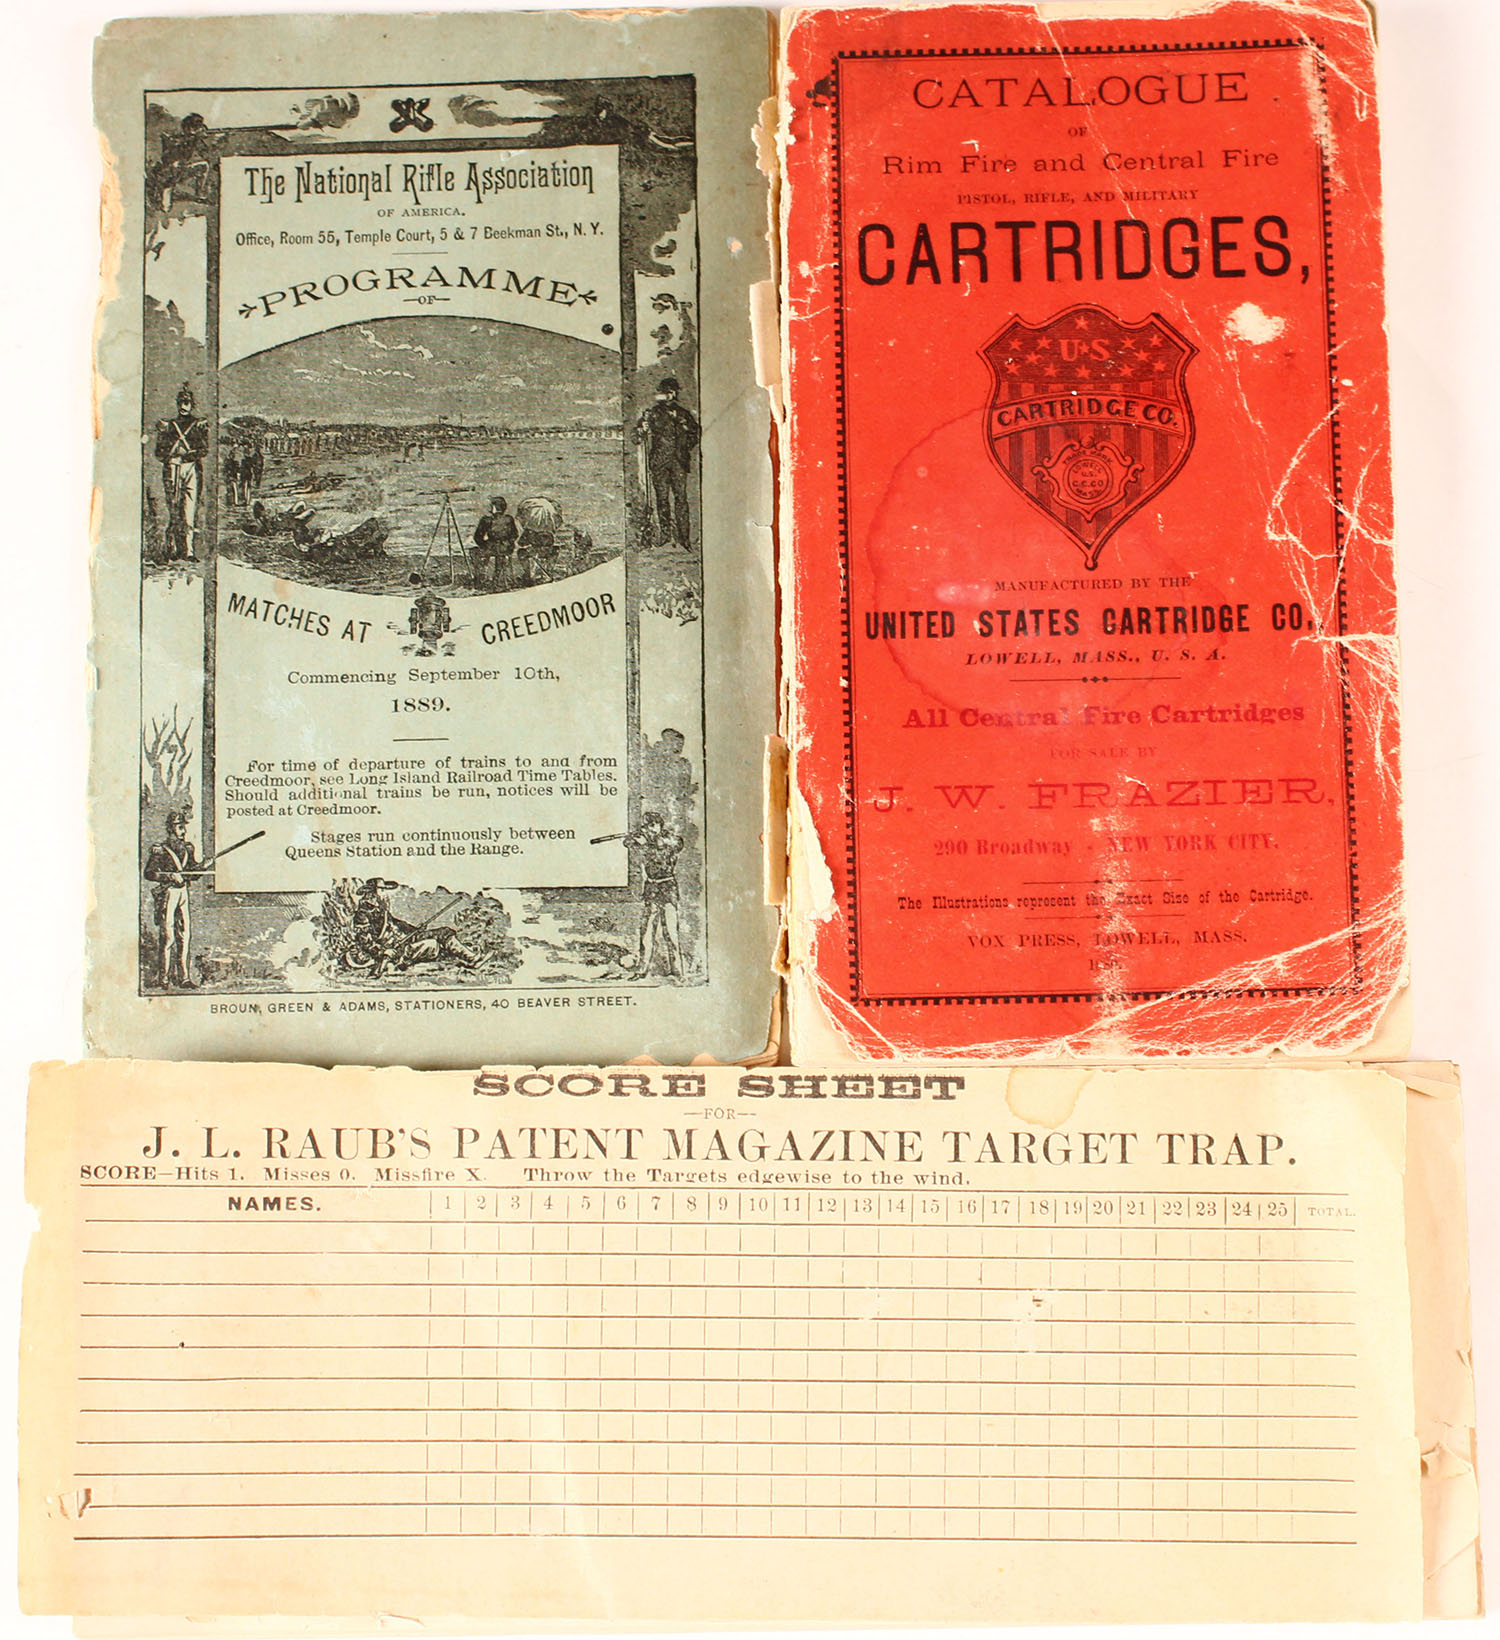 The National Rifle Association
OF AMERICA.
Office, Room 55, Temple Court, 5 & 7 Beekman St., N. Y.
PROGRAMME
—OF—
MATCHES AT CREEDMOOR
Commencing September 10th,
1889.
For time of departure of trains to and from
Creedmoor, see Long Island Railroad Time Tables.
Should additional trains be run, notices will be
posted at Creedmoor.
Stages run continuously between
Queens Station and the Range.
BROUN, GREEN & ADAMS, STATIONERS, 40 BEAVER STREET.
CATALOGUE
OF
Rim Fire and Central Fire
PISTOL, RIFLE, AND MILITARY
CARTRIDGES,
U S
CARTRIDGE CO.
TRADE MARK
LOWELL
U.S.
C.C.CO
MASS.
MANUFACTURED BY THE
UNITED STATES CARTRIDGE CO.,
LOWELL, MASS., U. S. A.
All Central Fire Cartridges
FOR SALE BY
J. W. FRAZIER,
290 Broadway - NEW YORK CITY.
The Illustrations represent the Exact Size of the Cartridge.
VOX PRESS, LOWELL, MASS.
SCORE SHEET
—FOR—
J. L. RAUB'S PATENT MAGAZINE TARGET TRAP.
SCORE—Hits 1. Misses 0. Missfire X. Throw the Targets edgewise to the wind.
NAMES. 1 2 3 4 5 6 7 8 9 10 11 12 13 14 15 16 17 18 19 20 21 22 23 24 25 TOTAL.